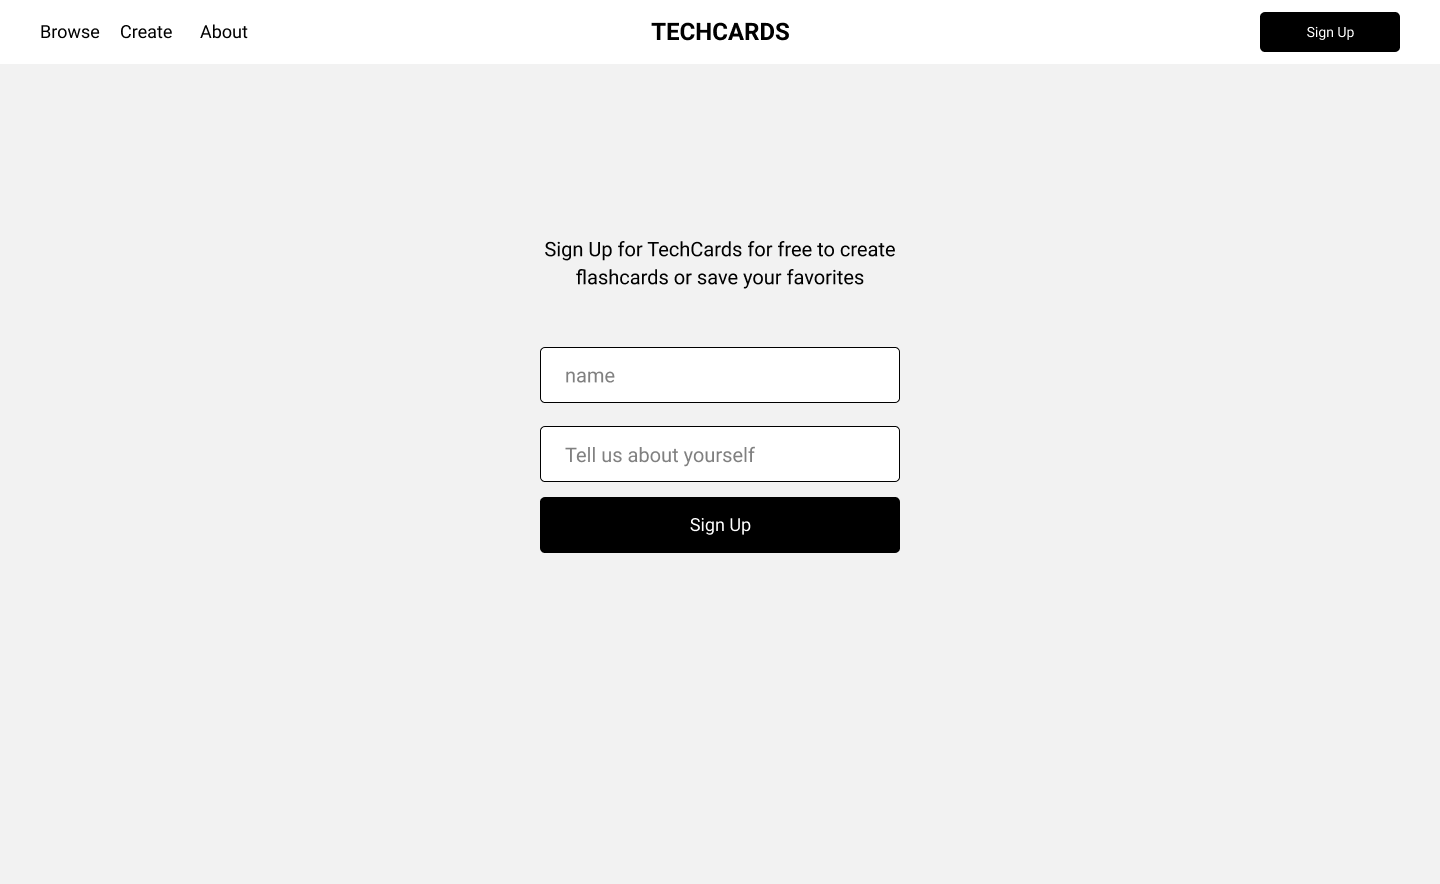 Browse Create About TECHCARDS Sign Up
Sign Up for TechCards for free to create
flashcards or save your favorites
name
Tell us about yourself
Sign Up